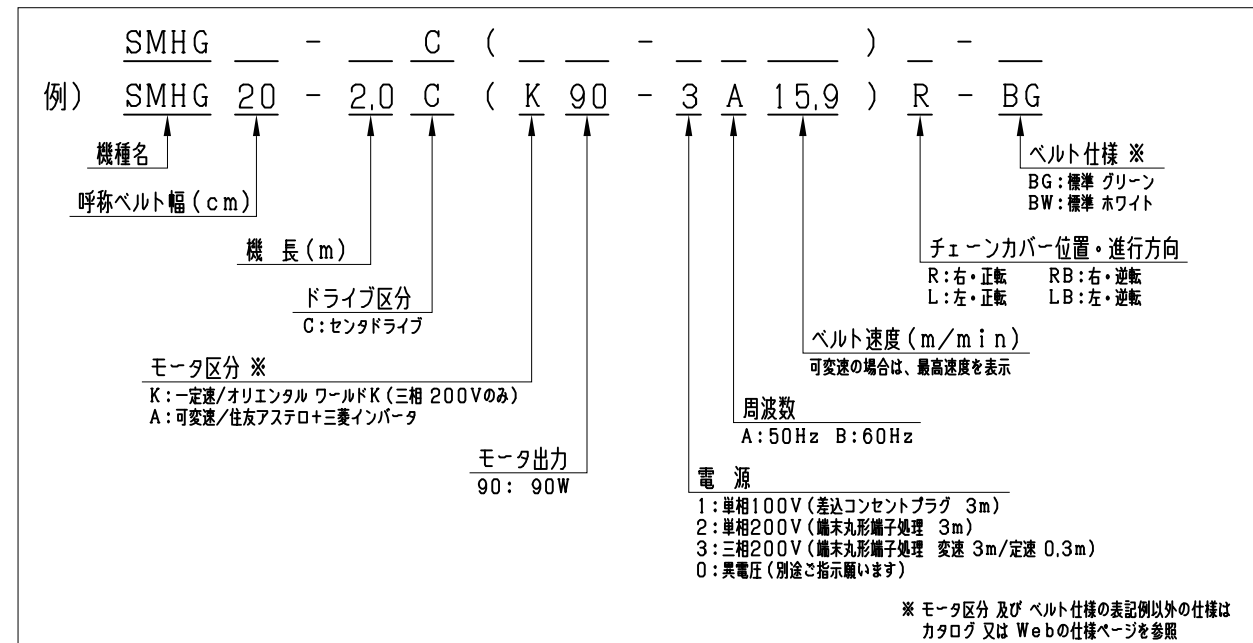 SMHG - C ( - ) -
例) SMHG 20 - 2.0 C ( K 90 - 3 A 15.9 ) R - BG
機種名
呼称ベルト幅(cm)
機 長(m)
ドライブ区分
C:センタドライブ
モータ区分 ※
K:一定速/オリエンタル ワールドK(三相 200Vのみ)
A:可変速/住友アステロ+三菱インバータ
モータ出力
90: 90W
電 源
1:単相100V(差込コンセントプラグ 3m)
2:単相200V(端末丸形端子処理 3m)
3:三相200V(端末丸形端子処理 変速 3m/定速 0.3m)
0:異電圧(別途ご指示願います)
周波数
A:50Hz B:60Hz
ベルト速度(m/min)
可変速の場合は、最高速度を表示
チェーンカバー位置・進行方向
R:右・正転 RB:右・逆転
L:左・正転 LB:左・逆転
ベルト仕様 ※
BG:標準 グリーン
BW:標準 ホワイト
※ モータ区分 及び ベルト仕様の表記例以外の仕様は
カタログ 又は Webの仕様ページを参照